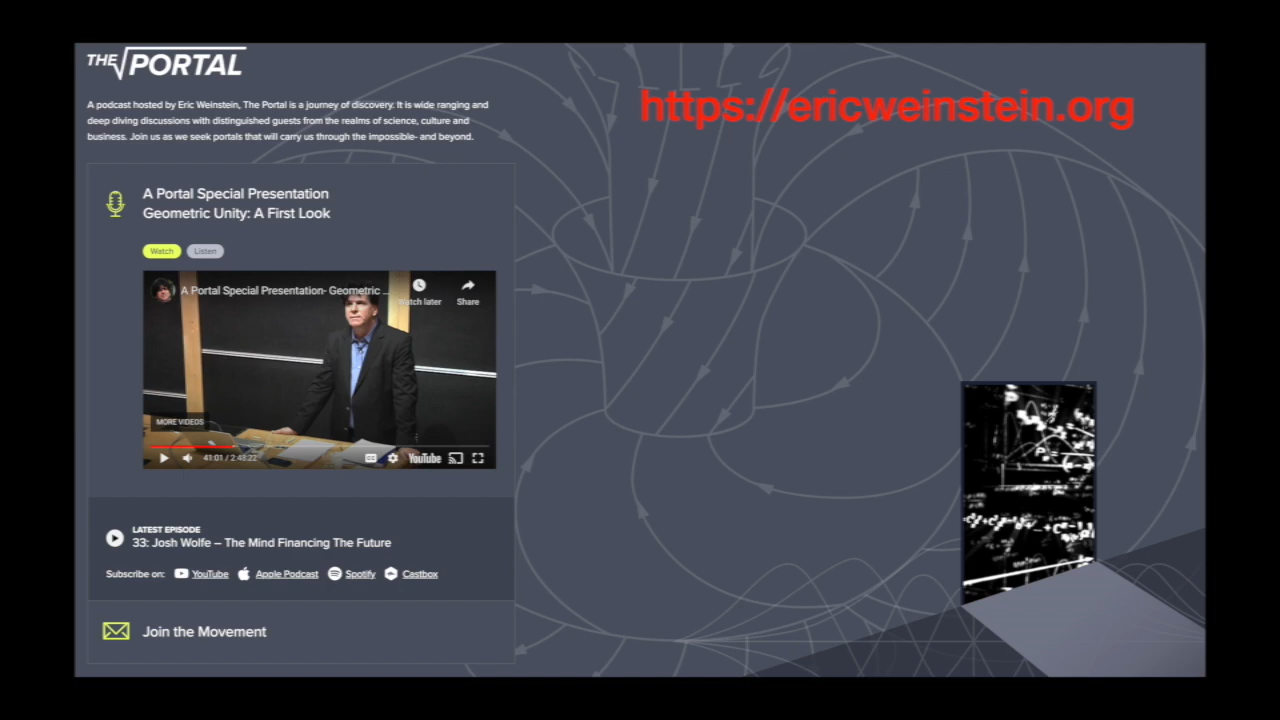 THE PORTAL
https://ericweinstein.org
A podcast hosted by Eric Weinstein, The Portal is a journey of discovery. It is wide ranging and
deep diving discussions with distinguished guests from the realms of science, culture and
business. Join us as we seek portals that will carry us through the impossible- and beyond.
A Portal Special Presentation
Geometric Unity: A First Look
Watch
Listen
A Portal Special Presentation- Geometric ...
Watch later
Share
MORE VIDEOS
41:01 / 2:48:22
CC
YouTube
LATEST EPISODE
33: Josh Wolfe – The Mind Financing The Future
Subscribe on: YouTube Apple Podcast Spotify Castbox
Join the Movement